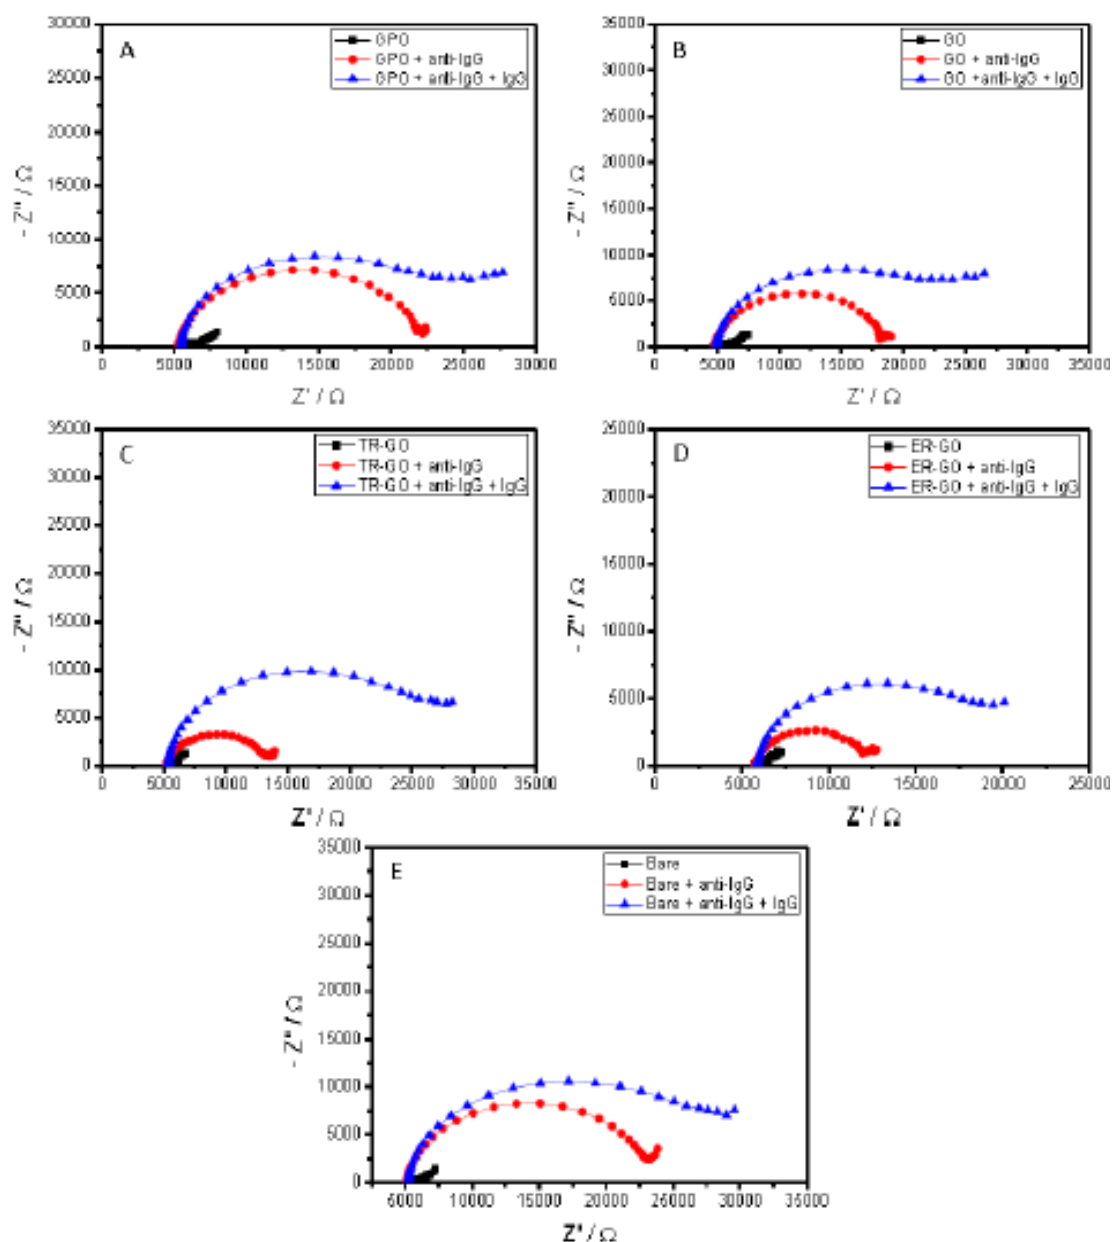 A
GPO
GPO + anti-IgG
GPO + anti-IgG + IgG
30000
25000
20000
15000
10000
5000
0
- Z'' / Ω
0 5000 10000 15000 20000 25000 30000
Z' / Ω
B
GO
GO + anti-IgG
GO +anti-IgG + IgG
35000
30000
25000
20000
15000
10000
5000
0
- Z'' / Ω
0 5000 10000 15000 20000 25000 30000 35000
Z' / Ω
C
TR-GO
TR-GO + anti-IgG
TR-GO + anti-IgG + IgG
35000
30000
25000
20000
15000
10000
5000
0
- Z'' / Ω
0 5000 10000 15000 20000 25000 30000 35000
Z' / Ω
D
ER-GO
ER-GO + anti-IgG
ER-GO + anti-IgG + IgG
25000
20000
15000
10000
5000
0
- Z'' / Ω
0 5000 10000 15000 20000 25000
Z' / Ω
E
Bare
Bare + anti-IgG
Bare + anti-IgG + IgG
35000
30000
25000
20000
15000
10000
5000
0
- Z'' / Ω
5000 10000 15000 20000 25000 30000 35000
Z' / Ω